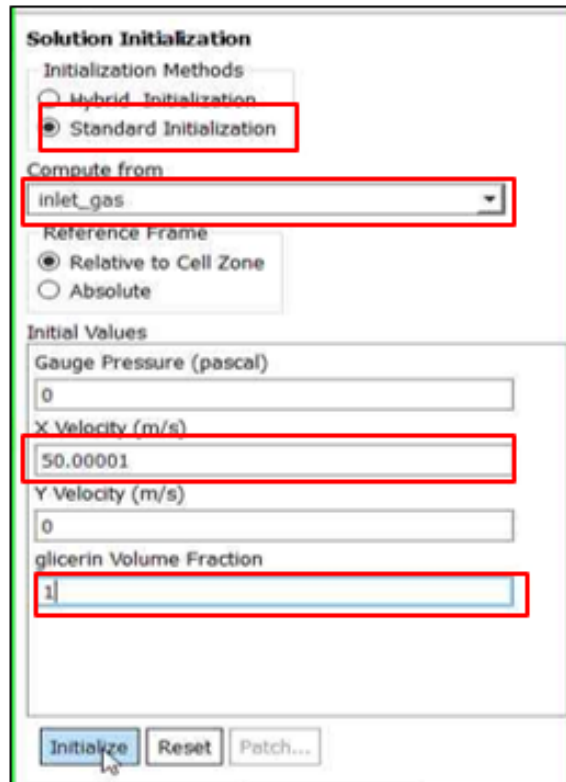 Solution Initialization
Initialization Methods
Hybrid Initialization
Standard Initialization
Compute from
inlet_gas
Reference Frame
Relative to Cell Zone
Absolute
Initial Values
Gauge Pressure (pascal)
0
X Velocity (m/s)
50.00001
Y Velocity (m/s)
0
glicerin Volume Fraction
1
Initialize Reset Patch...